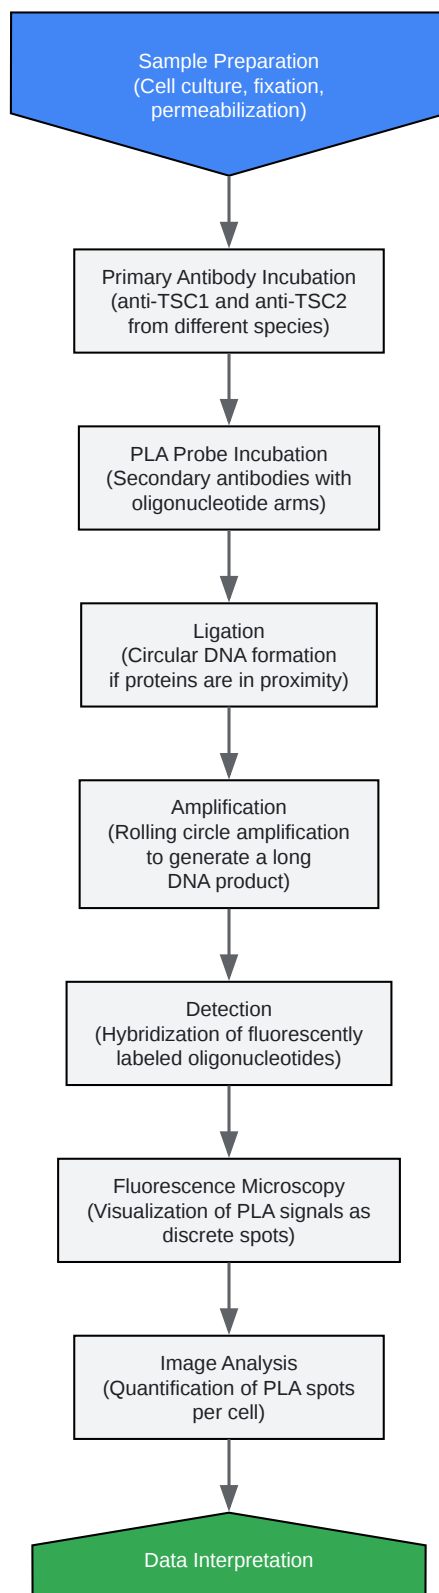 Sample Preparation
(Cell culture, fixation,
permeabilization)
Primary Antibody Incubation
(anti-TSC1 and anti-TSC2
from different species)
PLA Probe Incubation
(Secondary antibodies with
oligonucleotide arms)
Ligation
(Circular DNA formation
if proteins are in proximity)
Amplification
(Rolling circle amplification
to generate a long
DNA product)
Detection
(Hybridization of fluorescently
labeled oligonucleotides)
Fluorescence Microscopy
(Visualization of PLA signals as
discrete spots)
Image Analysis
(Quantification of PLA spots
per cell)
Data Interpretation